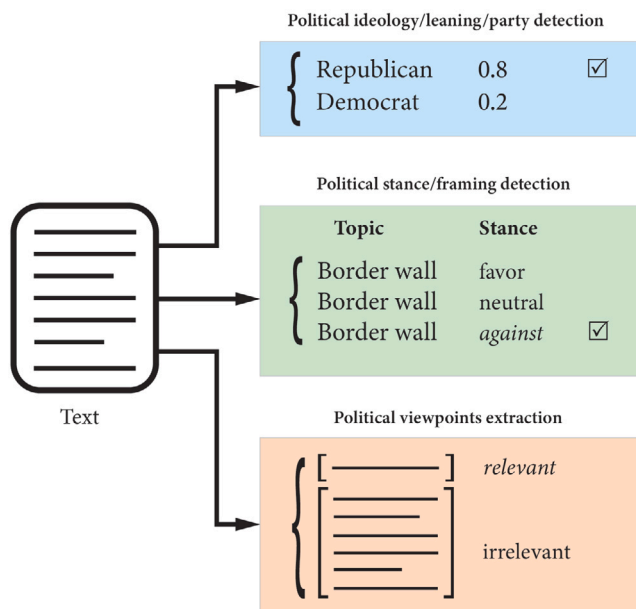 Political ideology/leaning/party detection
Republican 0.8 ☑
Democrat 0.2
Political stance/framing detection
Topic Stance
Border wall favor
Border wall neutral
Border wall against ☑
Text
Political viewpoints extraction
relevant
irrelevant